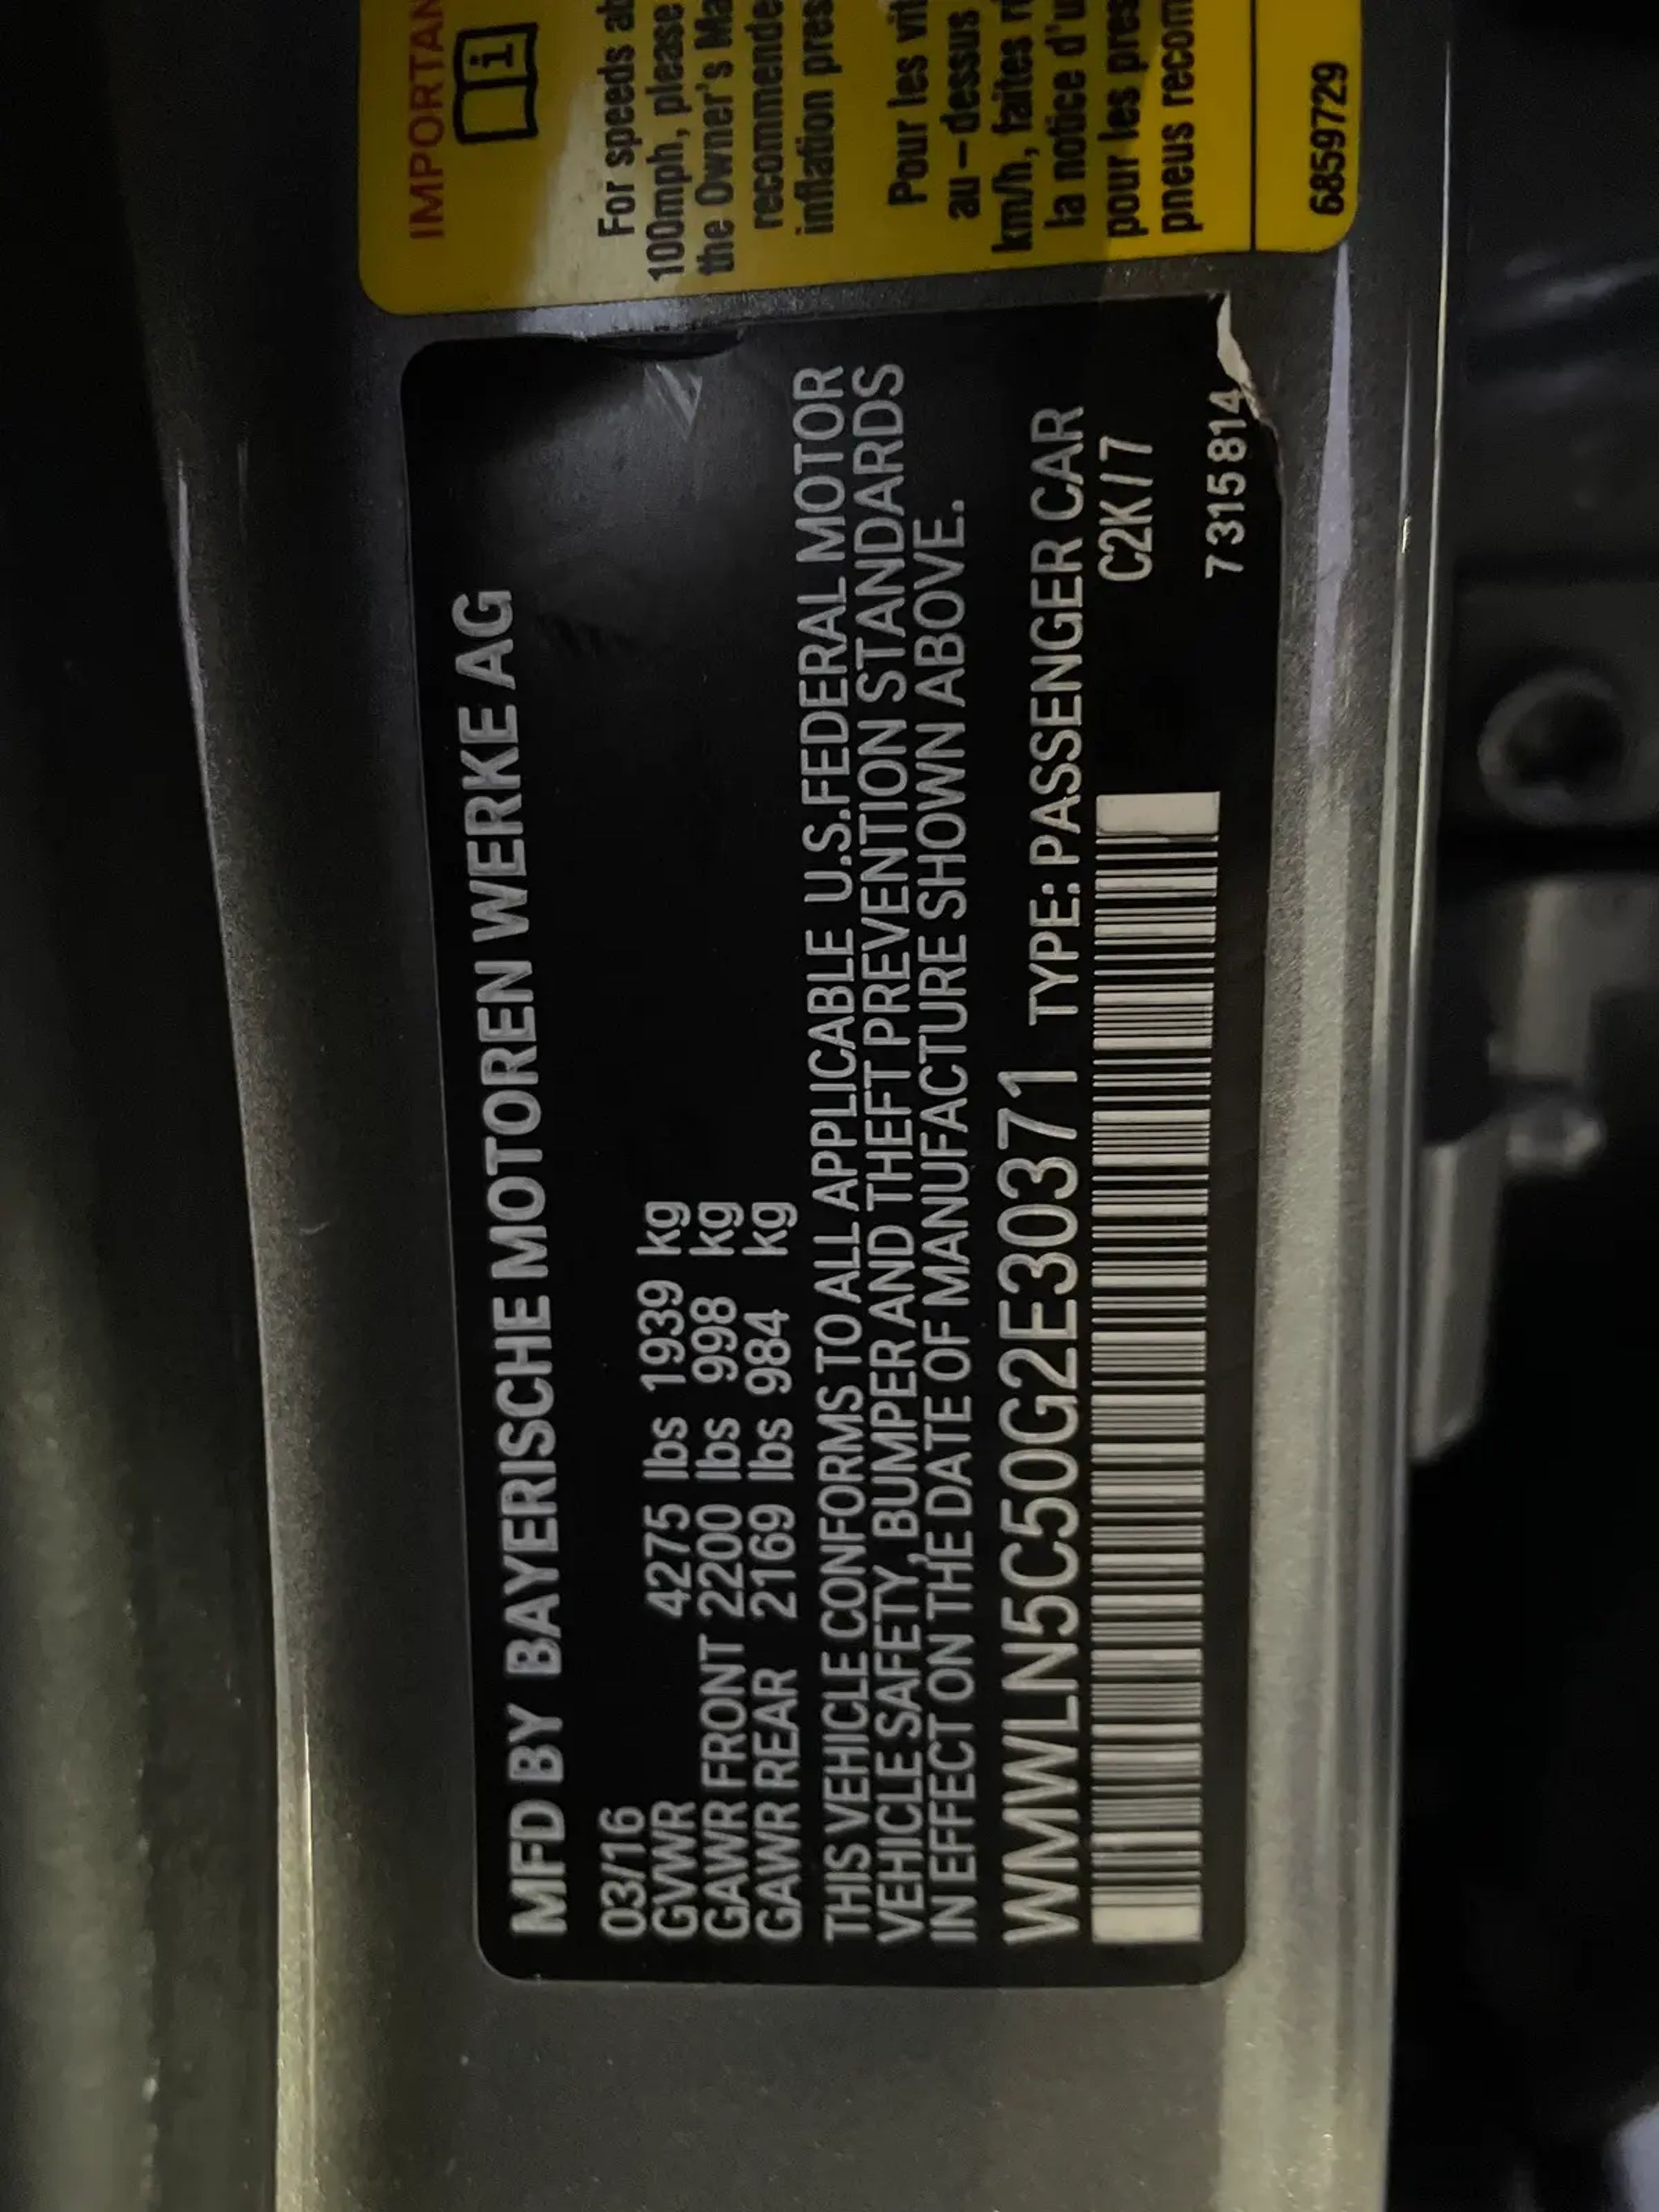 MFD BY BAYERISCHE MOTOREN WERKE AG
03/16
GVWR 4275 lbs 1939 kg
GAWR FRONT 2200 lbs 998 kg
GAWR REAR 2169 lbs 984 kg
THIS VEHICLE CONFORMS TO ALL APPLICABLE U.S.FEDERAL MOTOR
VEHICLE SAFETY, BUMPER AND THEFT PREVENTION STANDARDS
IN EFFECT ON THE DATE OF MANUFACTURE SHOWN ABOVE.
WMWLN5C50G2E30371 TYPE: PASSENGER CAR
C2K/7
7315814
IMPORTAN
i
For speeds
100mph, please
the Owner's
recommende
inflation pres
Pour les
au-dessus
km/h, faites
la notice d'u
pour les pres
pneus recom
6859729